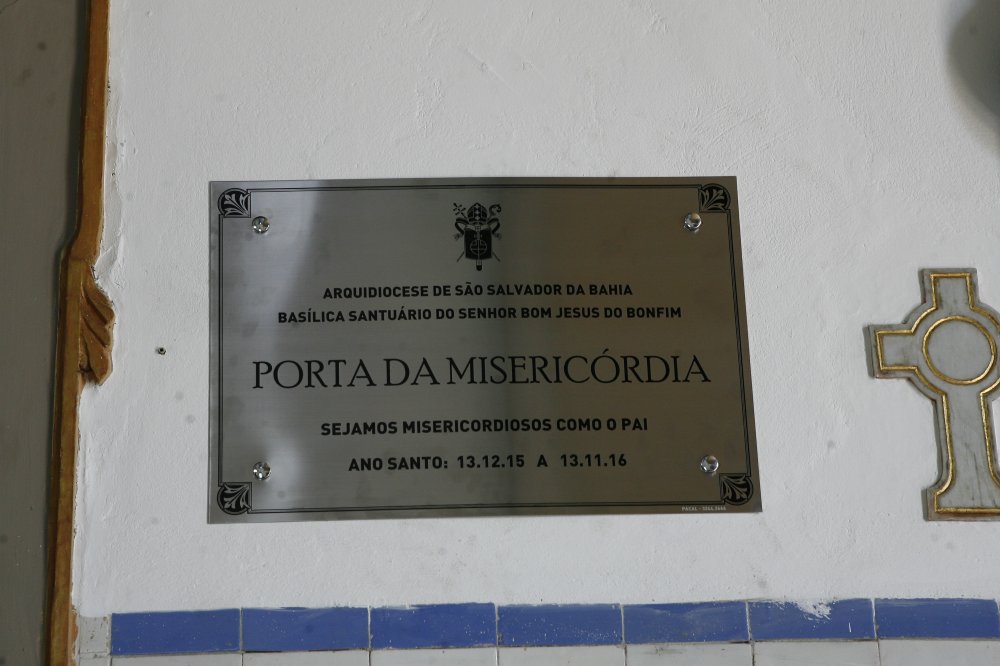 ARQUIDIOCESE DE SÃO SALVADOR DA BAHIA
BASÍLICA SANTUÁRIO DO SENHOR BOM JESUS DO BONFIM
PORTA DA MISERICÓRDIA
SEJAMOS MISERICORDIOSOS COMO O PAI
ANO SANTO: 13.12.15 A 13.11.16